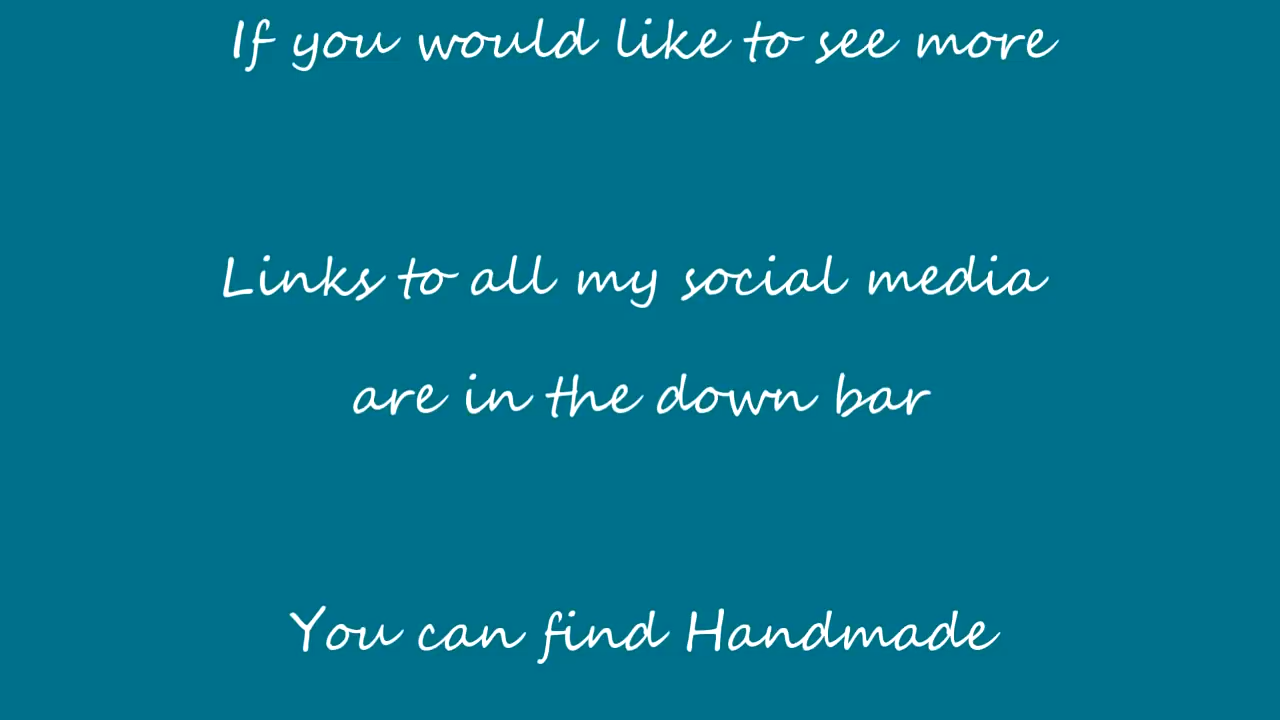 If you would like to see more
Links to all my social media
are in the down bar
You can find Handmade